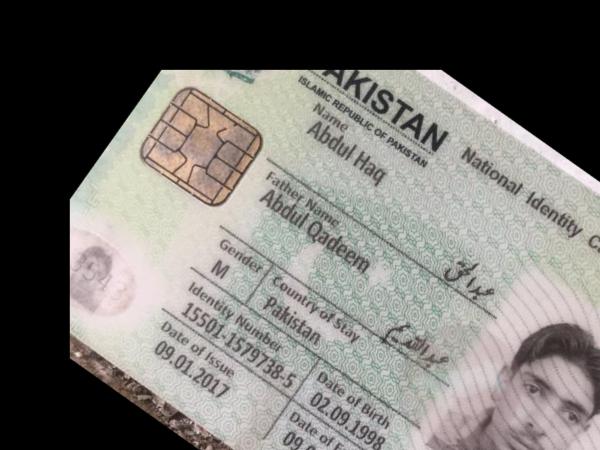 PAKISTAN National Identity
ISLAMIC REPUBLIC OF PAKISTAN
Name
Abdul Haq
عبدالحق
Father Name
Abdul Qadeem
عبدالقدیم
Gender
Country of Stay
M
Pakistan
Identity Number
Date of Birth
15501-1579738-5
02.09.1998
Date of Issue
Date of
09.01.2017
09.